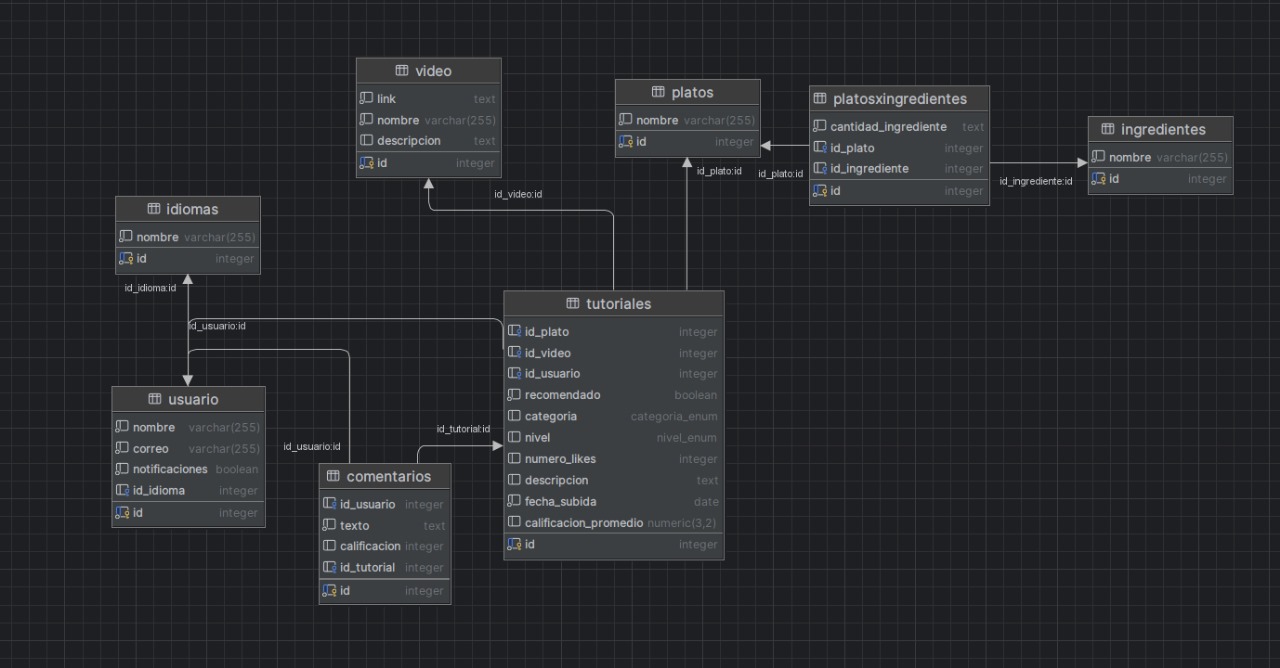 video
link text
nombre varchar(255)
descripcion text
id integer
platos
nombre varchar(255)
id integer
platosxingredientes
cantidad_ingrediente text
id_plato integer
id_ingrediente integer
id integer
ingredientes
nombre varchar(255)
id integer
id_plato:id
id_plato:id
id_ingrediente:id
id_video:id
idiomas
nombre varchar(255)
id integer
id_idioma:id
id_usuario:id
tutoriales
id_plato integer
id_video integer
id_usuario integer
recomendado boolean
categoria categoria_enum
nivel nivel_enum
numero_likes integer
descripcion text
fecha_subida date
calificacion_promedio numeric(3,2)
id integer
usuario
nombre varchar(255)
correo varchar(255)
notificaciones boolean
id_idioma integer
id integer
id_usuario:id
id_tutorial:id
comentarios
id_usuario integer
texto text
calificacion integer
id_tutorial integer
id integer